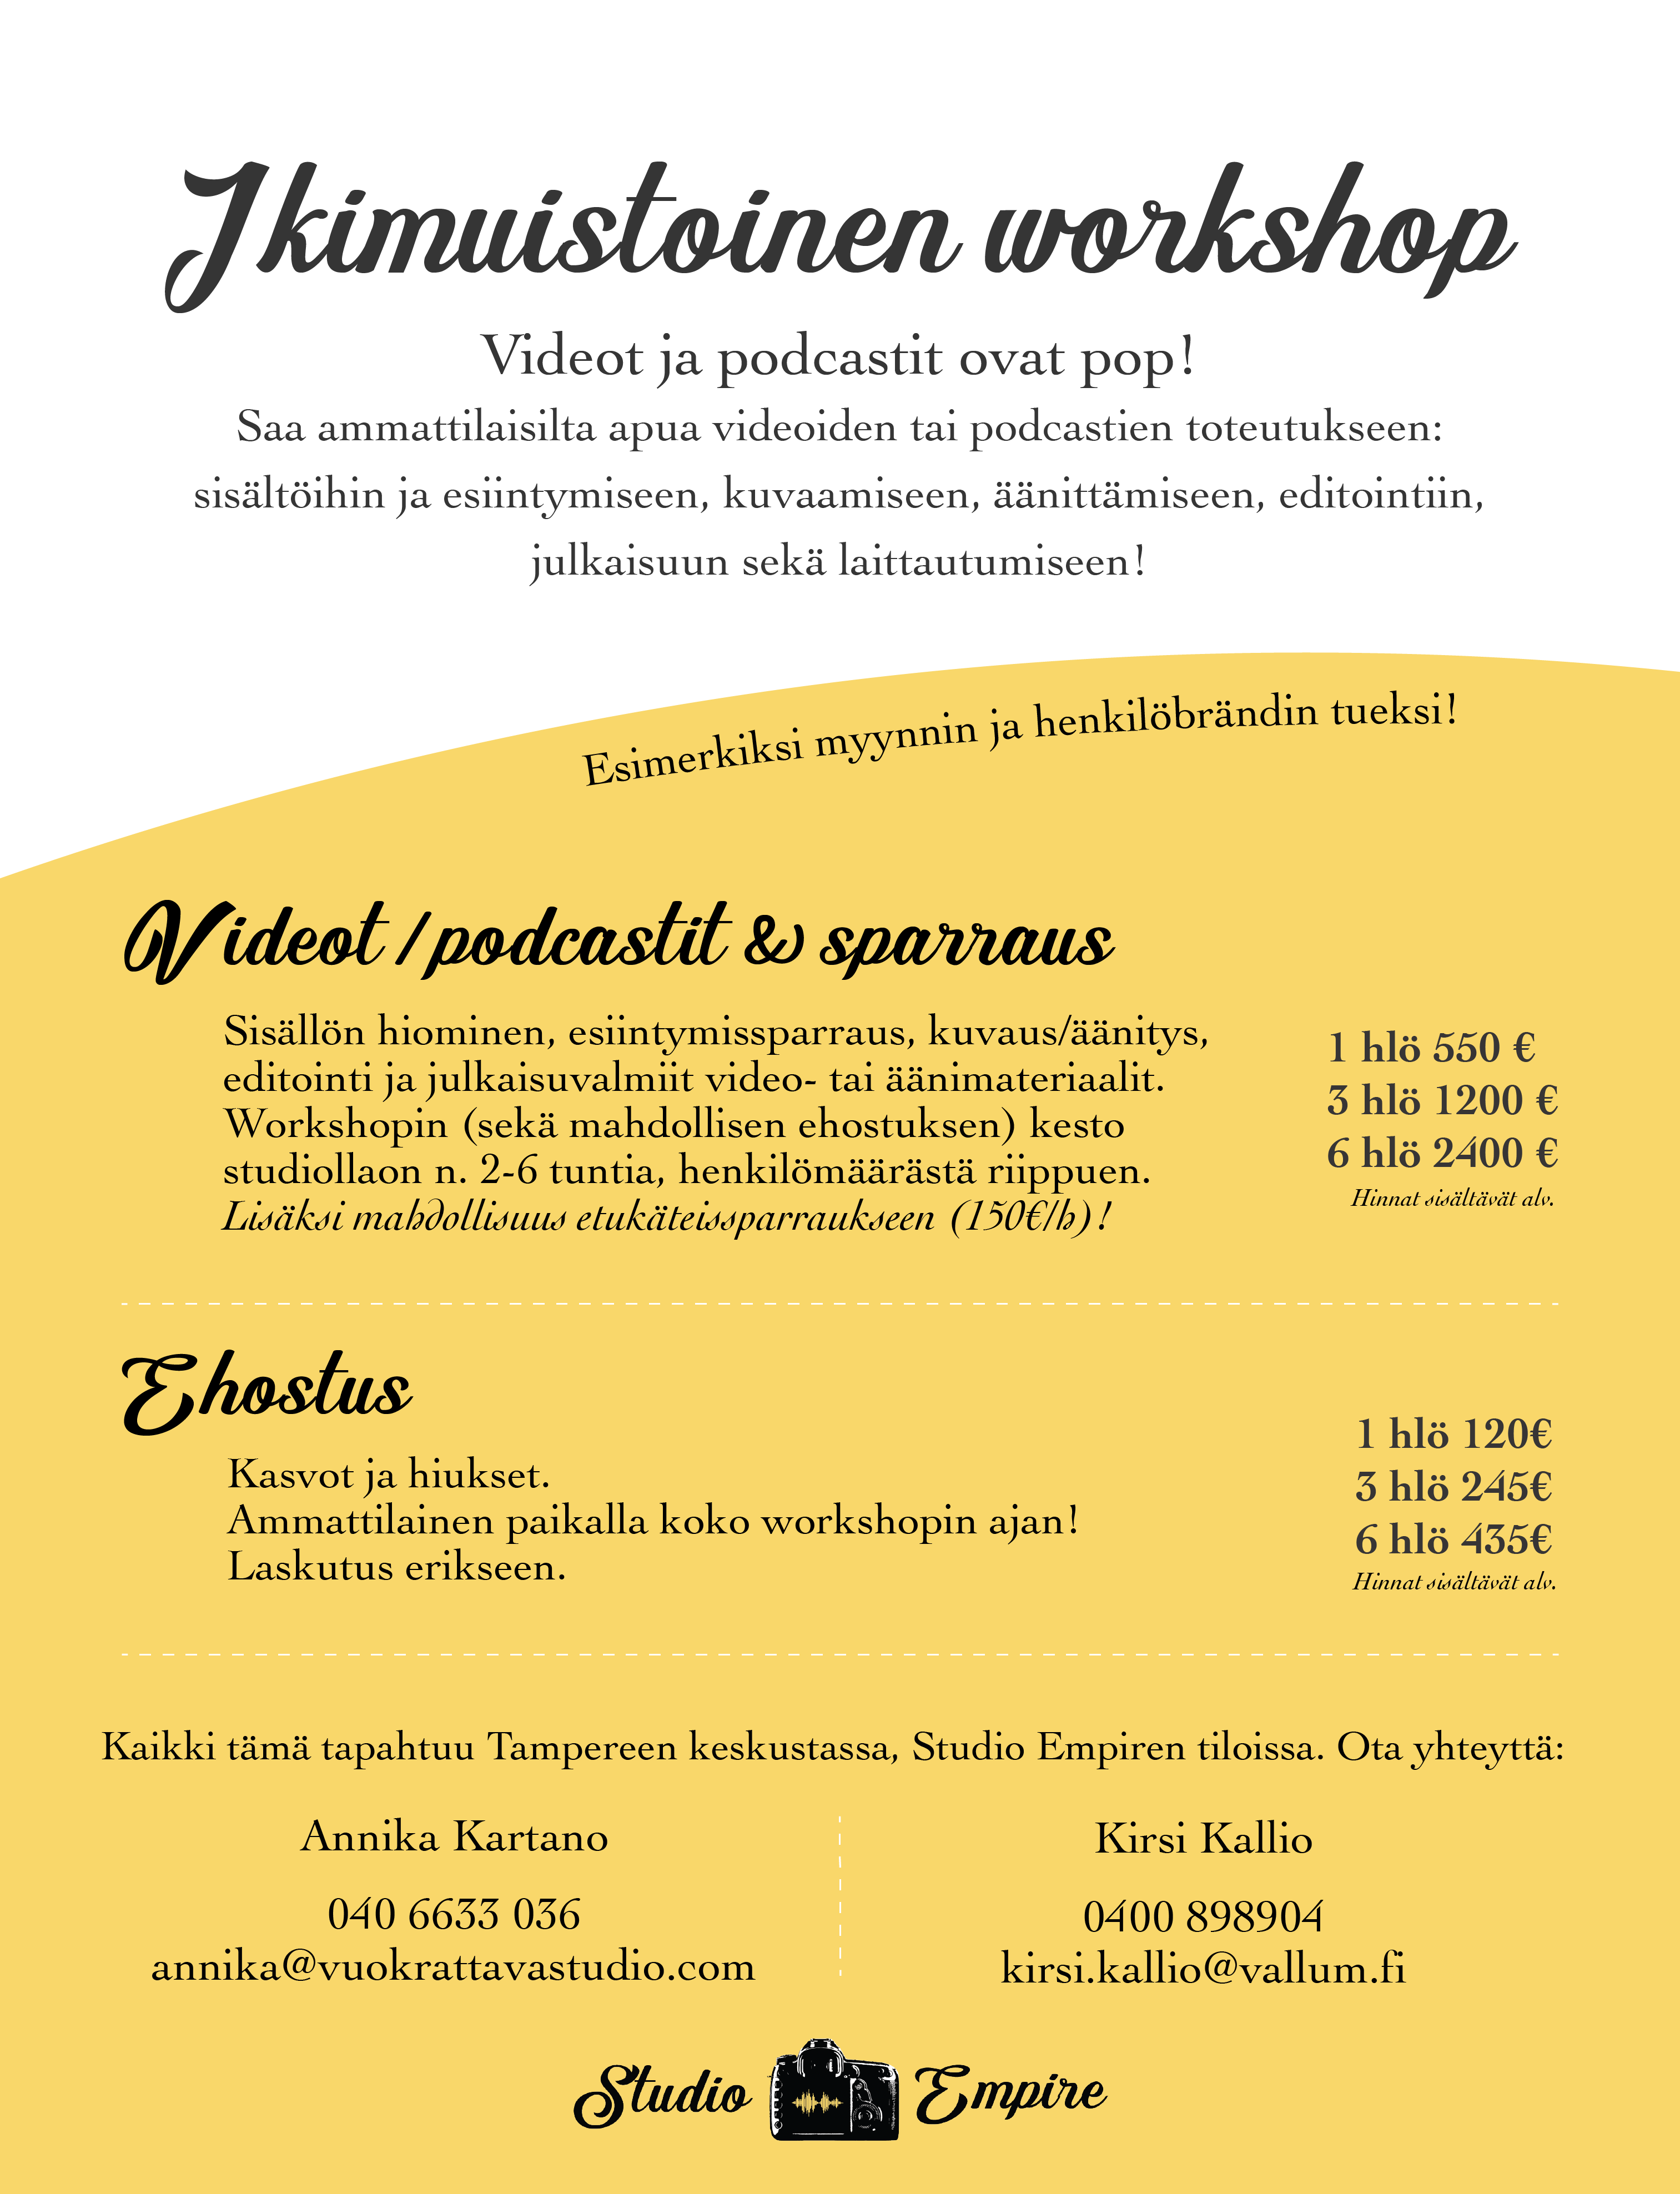 Ikimuistoinen workshop
Videot ja podcastit ovat pop!
Saa ammattilaisilta apua videoiden tai podcastien toteutukseen:
sisältöihin ja esiintymiseen, kuvaamiseen, äänittämiseen, editointiin,
julkaisuun sekä laittautumiseen!
Esimerkiksi myynnin ja henkilöbrändin tueksi!
Videot / podcastit & sparraus
Sisällön hiominen, esiintymissparraus, kuvaus/äänitys,
editointi ja julkaisuvalmiit video- tai äänimateriaalit.
Workshopin (sekä mahdollisen ehostuksen) kesto
studiollaon n. 2-6 tuntia, henkilömäärästä riippuen.
Lisäksi mahdollisuus etukäteissparraukseen (150€/h)!
1 hlö 550 €
3 hlö 1200 €
6 hlö 2400 €
Hinnat sisältävät alv.
Ehostus
Kasvot ja hiukset.
Ammattilainen paikalla koko workshopin ajan!
Laskutus erikseen.
1 hlö 120€
3 hlö 245€
6 hlö 435€
Hinnat sisältävät alv.
Kaikki tämä tapahtuu Tampereen keskustassa, Studio Empiren tiloissa. Ota yhteyttä:
Annika Kartano
040 6633 036
annika@vuokrattavastudio.com
Kirsi Kallio
0400 898904
kirsi.kallio@vallum.fi
Studio Empire